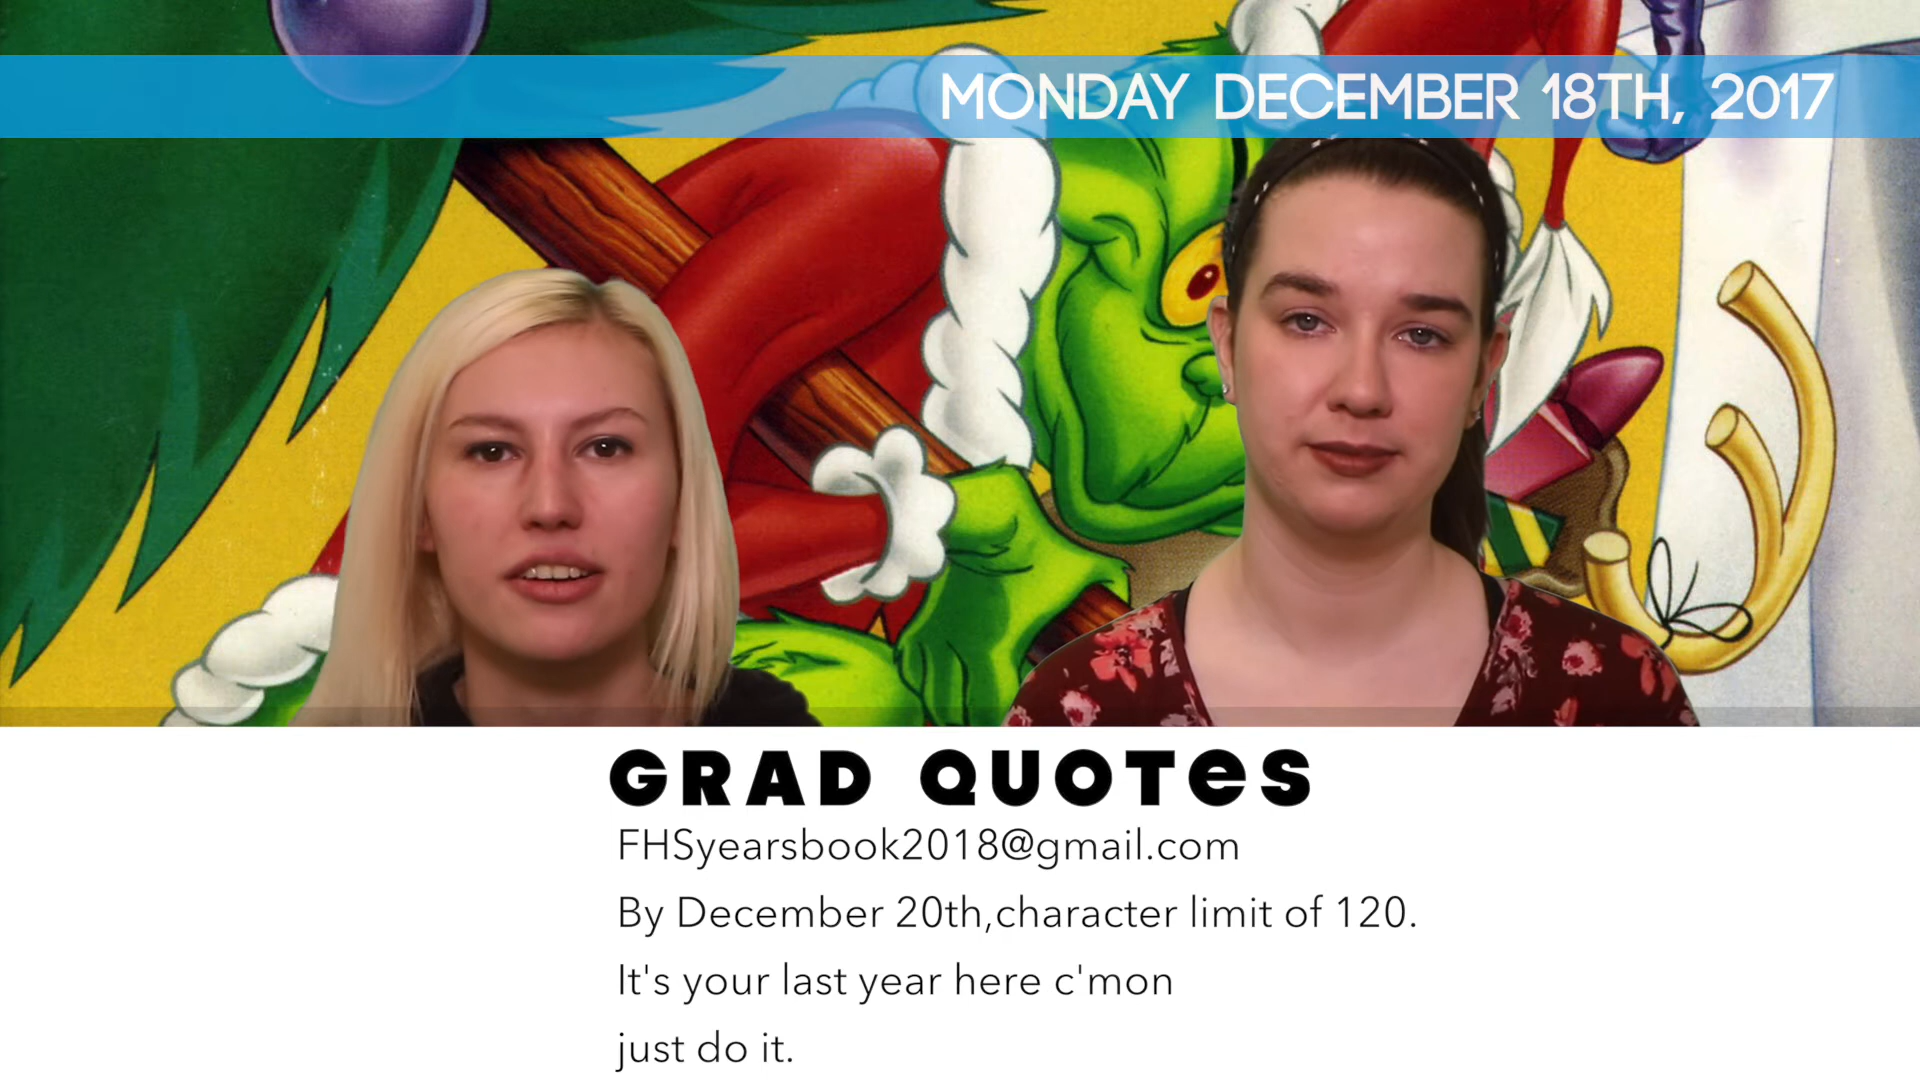 MONDAY DECEMBER 18TH, 2017
GRAD QUOTES
FHSyearsbook2018@gmail.com
By December 20th,character limit of 120.
It's your last year here c'mon
just do it.